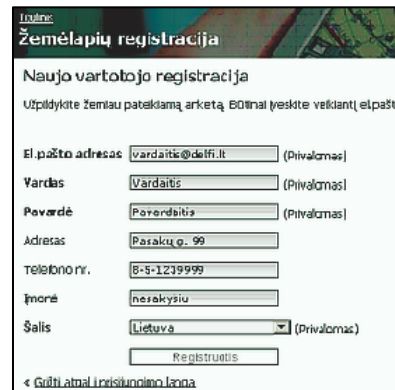 Toyline
Žemėlapių registracija
Naujo vartotojo registracija
Užpildykite žemiau pateikiamą anketą. Būtinai įveskite veikiantį el.pašt
El.pašto adresas vardaitis@delfi.lt (Privalomas)
Vardas Vardaitis (Privalomas)
Pavardė Pavardaitis (Privalomas)
Adresas Pasakų g. 99
Telefono nr. 8-5-1239999
Įmonė nesakysiu
Šalis Lietuva (Privalomas)
Registruotis
< Grįžti atgal į prisijungimo langą